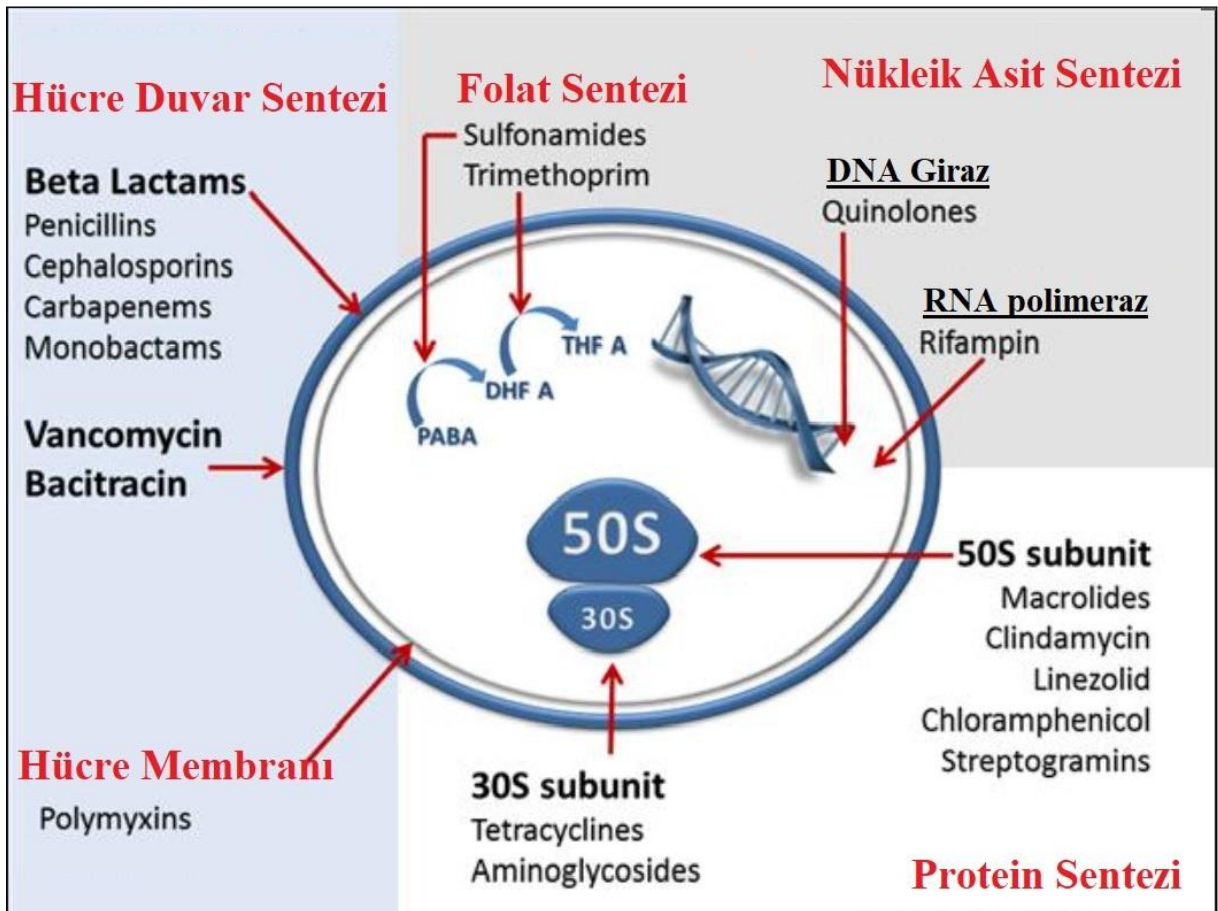 Hücre Duvar Sentezi
Beta Lactams
Penicillins
Cephalosporins
Carbapenems
Monobactams
Vancomycin
Bacitracin
Hücre Membranı
Polymyxins
Folat Sentezi
Sulfonamides
Trimethoprim
PABA
DHF A
THF A
Nükleik Asit Sentezi
DNA Giraz
Quinolones
RNA polimeraz
Rifampin
50S
30S
50S subunit
Macrolides
Clindamycin
Linezolid
Chloramphenicol
Streptogramins
30S subunit
Tetracyclines
Aminoglycosides
Protein Sentezi